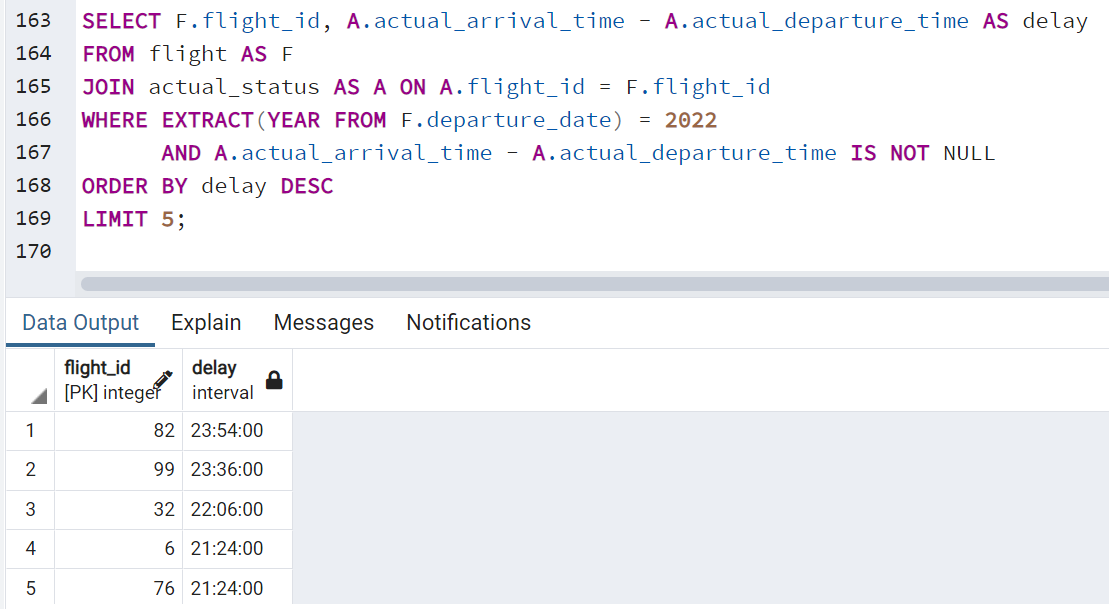 163 SELECT F.flight_id, A.actual_arrival_time - A.actual_departure_time AS delay
164 FROM flight AS F
165 JOIN actual_status AS A ON A.flight_id = F.flight_id
166 WHERE EXTRACT(YEAR FROM F.departure_date) = 2022
167 AND A.actual_arrival_time - A.actual_departure_time IS NOT NULL
168 ORDER BY delay DESC
169 LIMIT 5;
170
Data Output Explain Messages Notifications
flight_id delay
[PK] integer interval
1 82 23:54:00
2 99 23:36:00
3 32 22:06:00
4 6 21:24:00
5 76 21:24:00